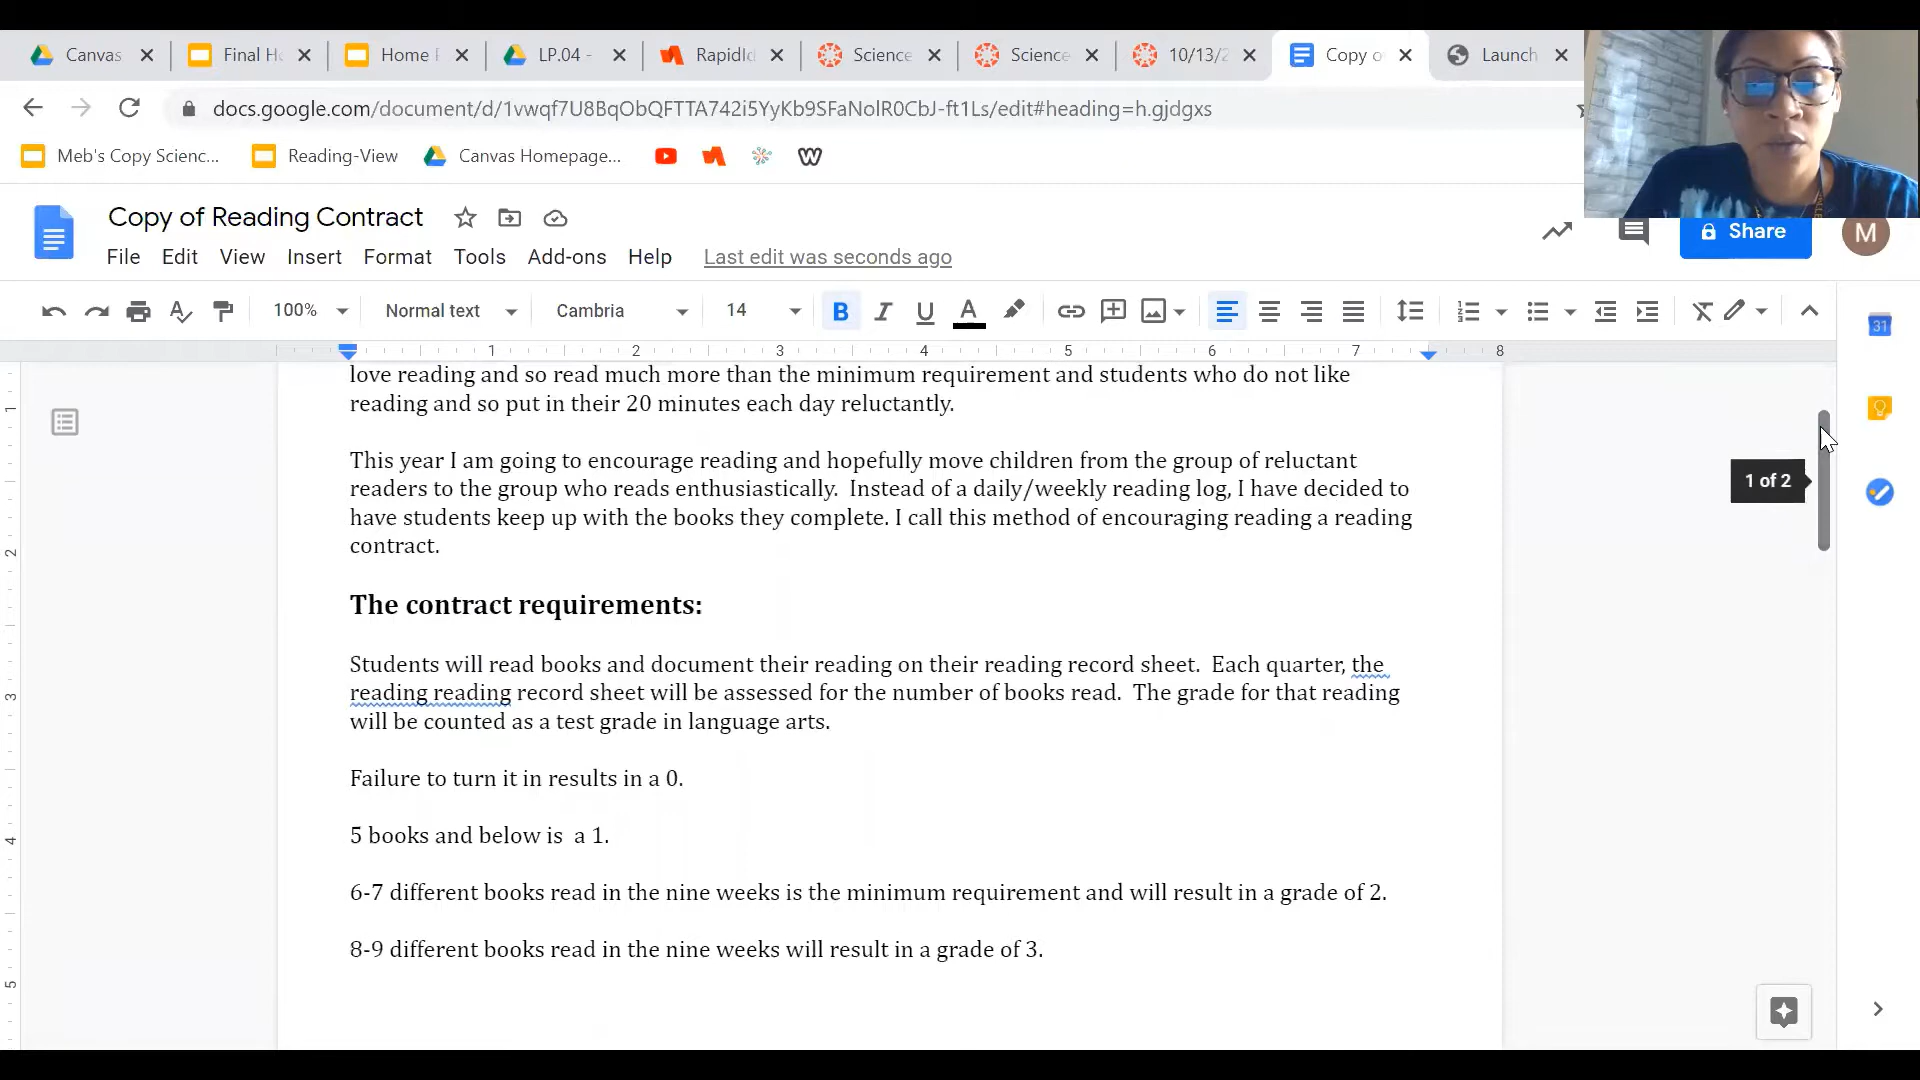 Canvas
Final H
Home F
LP.04 -
RapidId
Science
Science
10/13/2
Copy o
Launch
docs.google.com/document/d/1vwqf7U8BqObQFTTA742i5YyKb9SFaNolR0CbJ-ft1Ls/edit#heading=h.gjdgxs
Meb's Copy Scienc...
Reading-View
Canvas Homepage...
Copy of Reading Contract
Share
M
File Edit View Insert Format Tools Add-ons Help Last edit was seconds ago
100% Normal text Cambria 14 B I U A
31
1 2 3 4 5 6 7 8
love reading and so read much more than the minimum requirement and students who do not like
reading and so put in their 20 minutes each day reluctantly.
This year I am going to encourage reading and hopefully move children from the group of reluctant
readers to the group who reads enthusiastically.  Instead of a daily/weekly reading log, I have decided to
have students keep up with the books they complete. I call this method of encouraging reading a reading
contract.
1 of 2
The contract requirements:
Students will read books and document their reading on their reading record sheet.  Each quarter, the
reading reading record sheet will be assessed for the number of books read.  The grade for that reading
will be counted as a test grade in language arts.
Failure to turn it in results in a 0.
5 books and below is  a 1.
6-7 different books read in the nine weeks is the minimum requirement and will result in a grade of 2.
8-9 different books read in the nine weeks will result in a grade of 3.
1
2
3
4
5